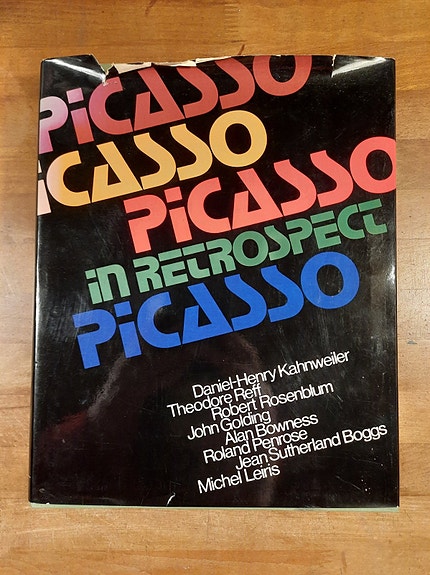 PiCASSO
iCASSO
PiCASSO
iN RETROSPECT
PiCASSO
Daniel-Henry Kahnweiler
Theodore Reff
Robert Rosenblum
John Golding
Alan Bowness
Roland Penrose
Jean Sutherland Boggs
Michel Leiris